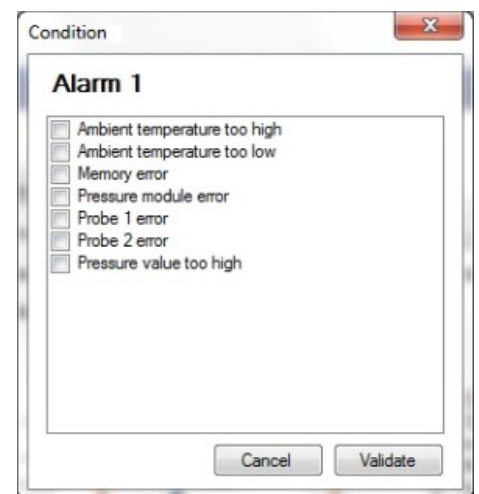 Condition
Alarm 1
Ambient temperature too high
Ambient temperature too low
Memory error
Pressure module error
Probe 1 error
Probe 2 error
Pressure value too high
Cancel Validate